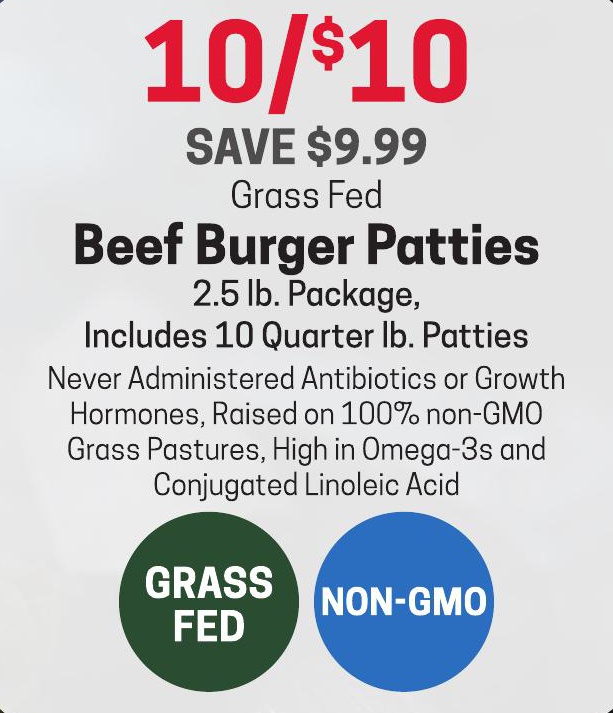 10/$10
SAVE $9.99
Grass Fed
Beef Burger Patties
2.5 lb. Package,
Includes 10 Quarter lb. Patties
Never Administered Antibiotics or Growth
Hormones, Raised on 100% non-GMO
Grass Pastures, High in Omega-3s and
Conjugated Linoleic Acid
GRASS
FED
NON-GMO